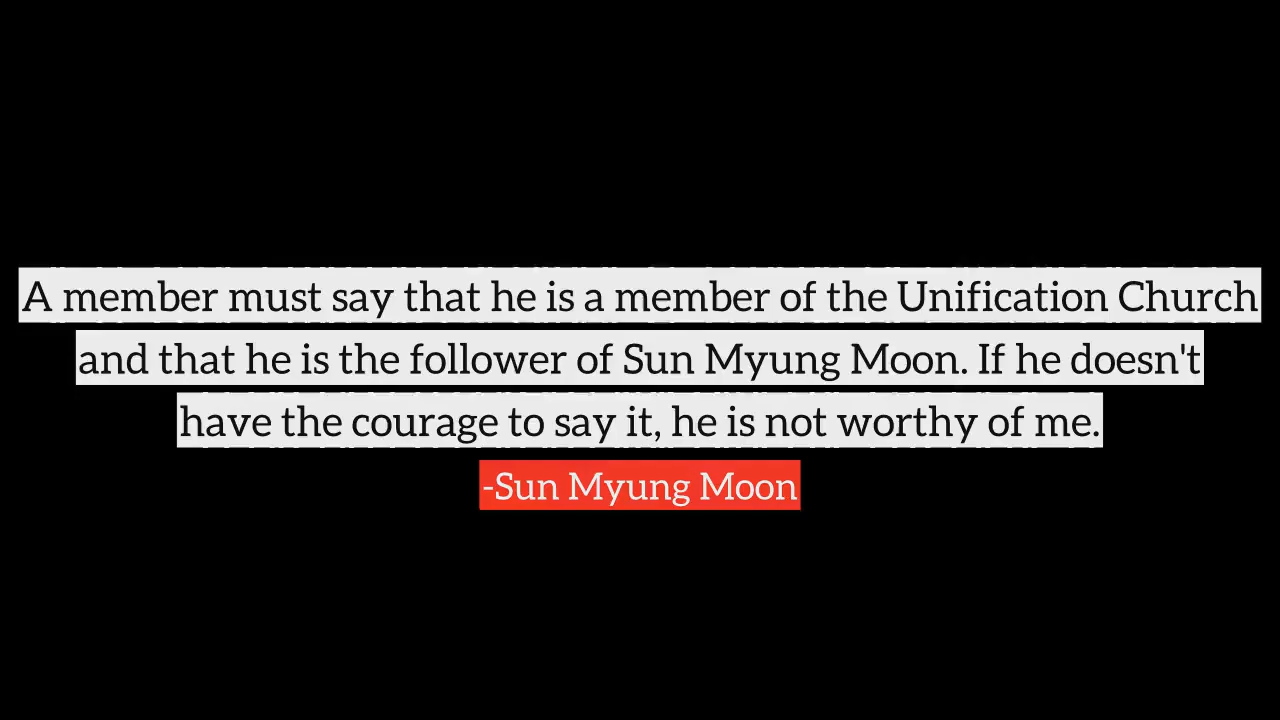 A member must say that he is a member of the Unification Church
and that he is the follower of Sun Myung Moon. If he doesn't
have the courage to say it, he is not worthy of me.
-Sun Myung Moon